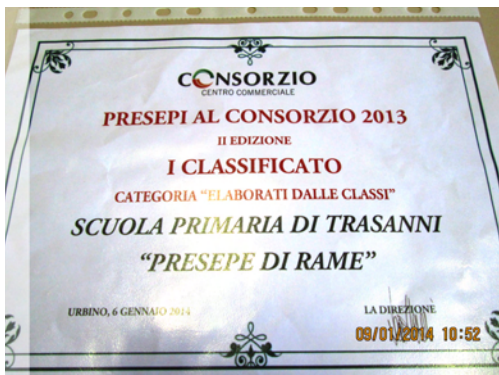 CONSORZIO
CENTRO COMMERCIALE
PRESEPI AL CONSORZIO 2013
II EDIZIONE
I CLASSIFICATO
CATEGORIA "ELABORATI DALLE CLASSI"
SCUOLA PRIMARIA DI TRASANNI
"PRESEPE DI RAME"
URBINO, 6 GENNAIO 2014
LA DIREZIONE
09/01/2014 10:52